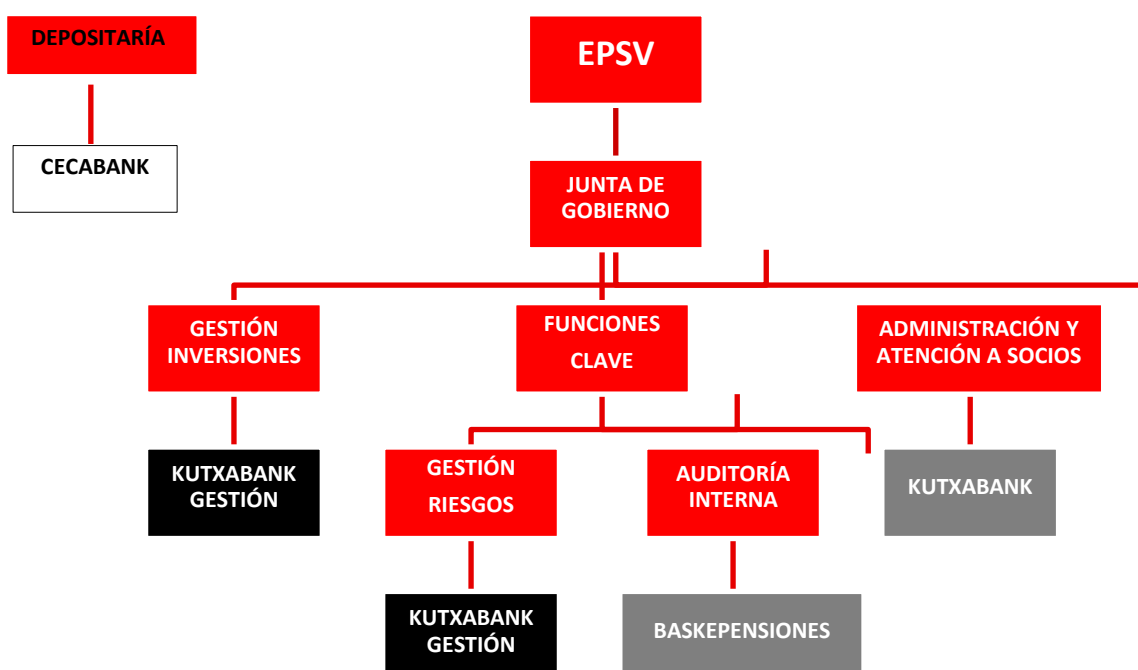 DEPOSITARÍA
EPSV
CECABANK
JUNTA DE
GOBIERNO
GESTIÓN
INVERSIONES
FUNCIONES
CLAVE
ADMINISTRACIÓN Y
ATENCIÓN A SOCIOS
KUTXABANK
GESTIÓN
GESTIÓN
RIESGOS
AUDITORÍA
INTERNA
KUTXABANK
KUTXABANK
GESTIÓN
BASKEPENSIONES